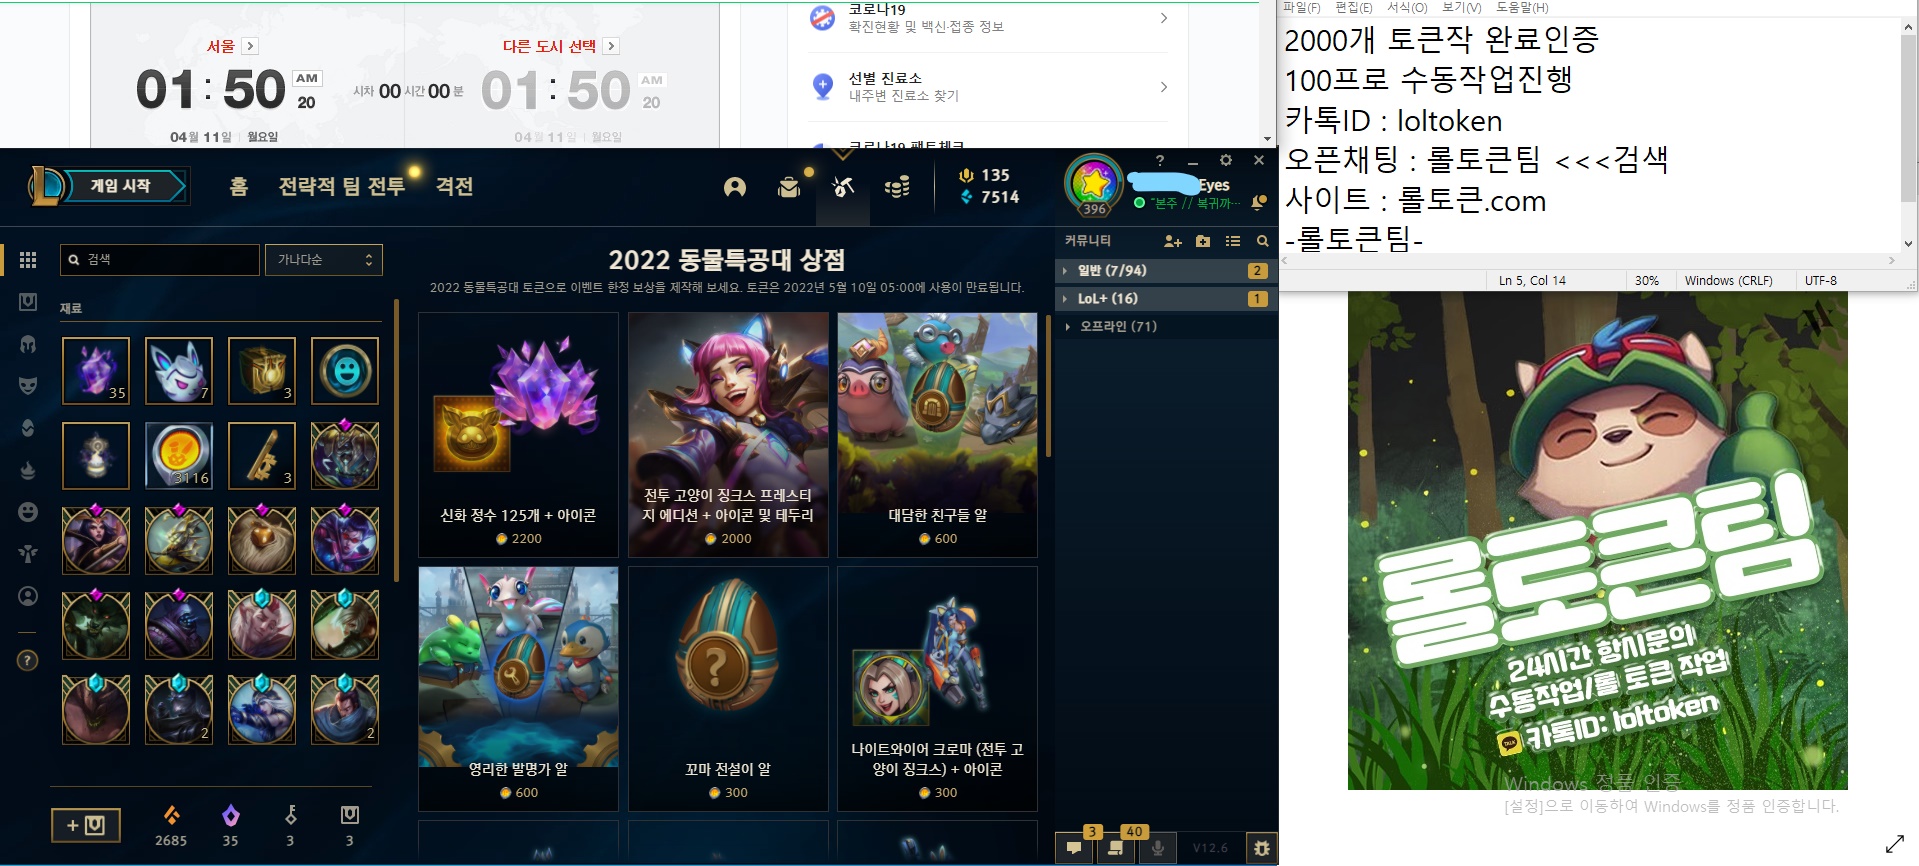 서울
다른 도시 선택
01:50 AM 20
시차 00 시간 00 분
01:50 AM 20
04월 11일 | 월요일
04월 11일 | 월요일
코로나19
확진현황 및 백신·접종 정보
선별 진료소
내주변 진료소 찾기
코로나19 팩트체크
파일(F) 편집(E) 서식(O) 보기(V) 도움말(H)
2000개 토큰작 완료인증
100프로 수동작업진행
카톡ID : loltoken
오픈채팅 : 롤토큰팀 <<<검색
사이트 : 롤토큰.com
-롤토큰팀-
Ln 5, Col 14 30% Windows (CRLF) UTF-8
게임 시작
홈 전략적 팀 전투 격전
135
7514
396
Eyes
"본주 // 복귀까...
검색
가나다순
재료
35
7
3
3116
3
2
2
2685 35 3 3
2022 동물특공대 상점
2022 동물특공대 토큰으로 이벤트 한정 보상을 제작해 보세요. 토큰은 2022년 5월 10일 05:00에 사용이 만료됩니다.
신화 정수 125개 + 아이콘
2200
전투 고양이 징크스 프레스티
지 에디션 + 아이콘 및 테두리
2000
대담한 친구들 알
600
영리한 발명가 알
600
꼬마 전설이 알
300
나이트와이어 크로마 (전투 고
양이 징크스) + 아이콘
300
커뮤니티
일반 (7/94) 2
LoL+ (16) 1
오프라인 (71)
3 40
V12.6
롤토큰팀
24시간 항시문의
수동작업/롤 토큰 작업
TALK 카톡ID: loltoken
Windows 정품 인증
[설정]으로 이동하여 Windows를 정품 인증합니다.